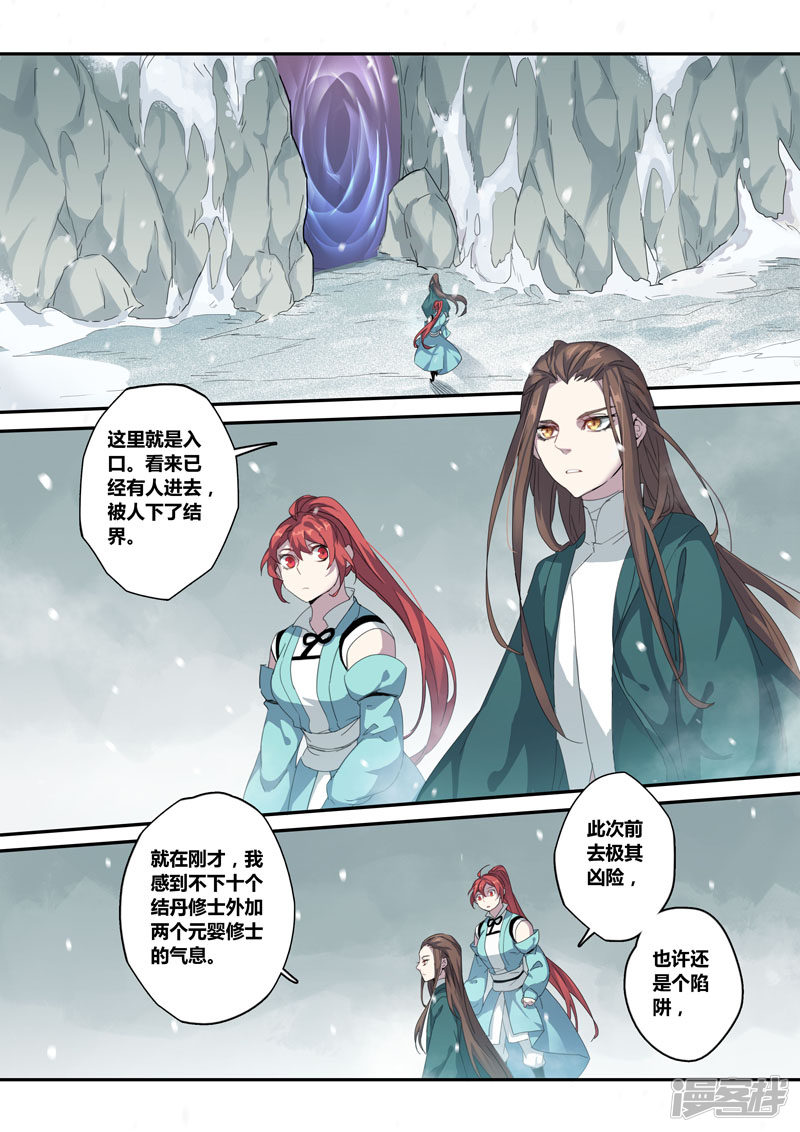 这里就是入
口。看来已
经有人进去，
被人下了结
界。
就在刚才，我
感到不下十个
结丹修士外加
两个元婴修士
的气息。
此次前
去极其
凶险，
也许还
是个陷
阱，
漫客栈